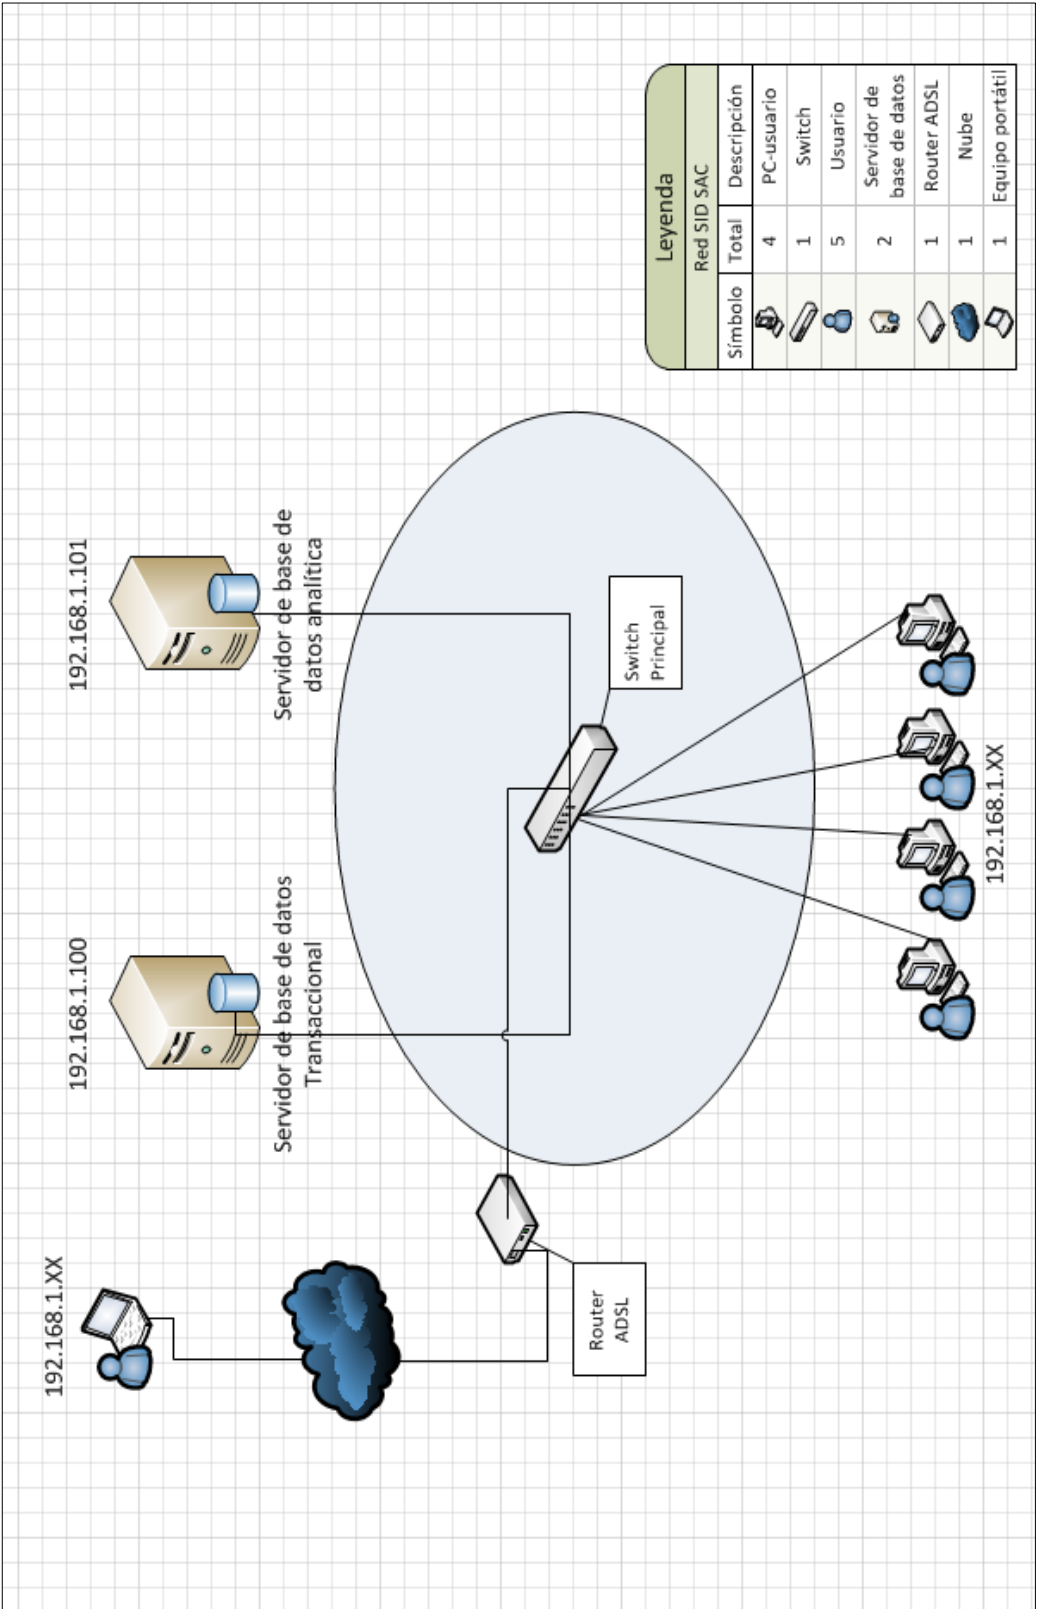 192.168.1.XX
192.168.1.100
192.168.1.101
Servidor de base de datos
Transaccional
Servidor de base de
datos analítica
Router
ADSL
Switch
Principal
192.168.1.XX
Leyenda
Red SID SAC
Símbolo Total Descripción
4 PC-usuario
1 Switch
5 Usuario
2 Servidor de
base de datos
1 Router ADSL
1 Nube
1 Equipo portátil